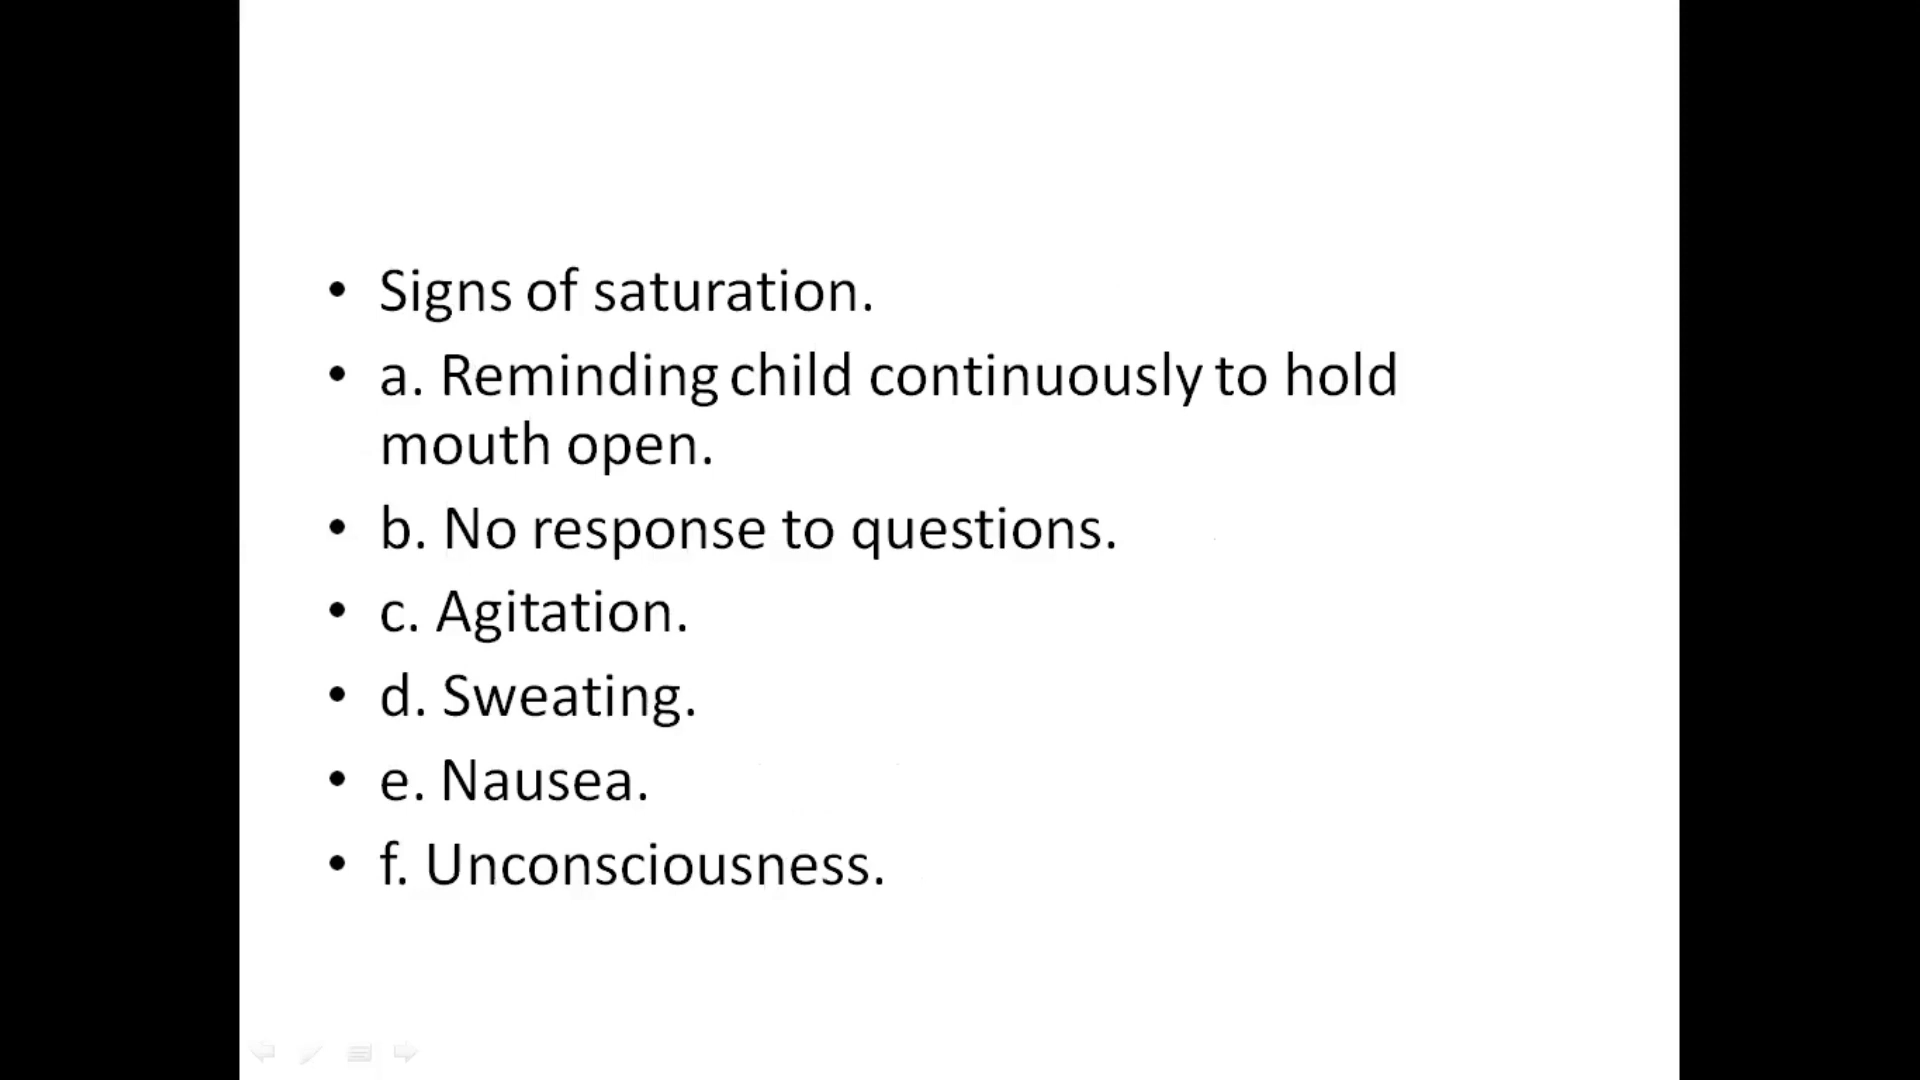 • Signs of saturation.
• a. Reminding child continuously to hold
mouth open.
• b. No response to questions.
• c. Agitation.
• d. Sweating.
• e. Nausea.
• f. Unconsciousness.